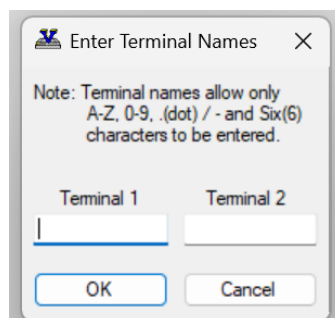 Enter Terminal Names
Note: Terminal names allow only
A-Z, 0-9, .(dot) / - and Six(6)
characters to be entered.
Terminal 1 Terminal 2
OK Cancel